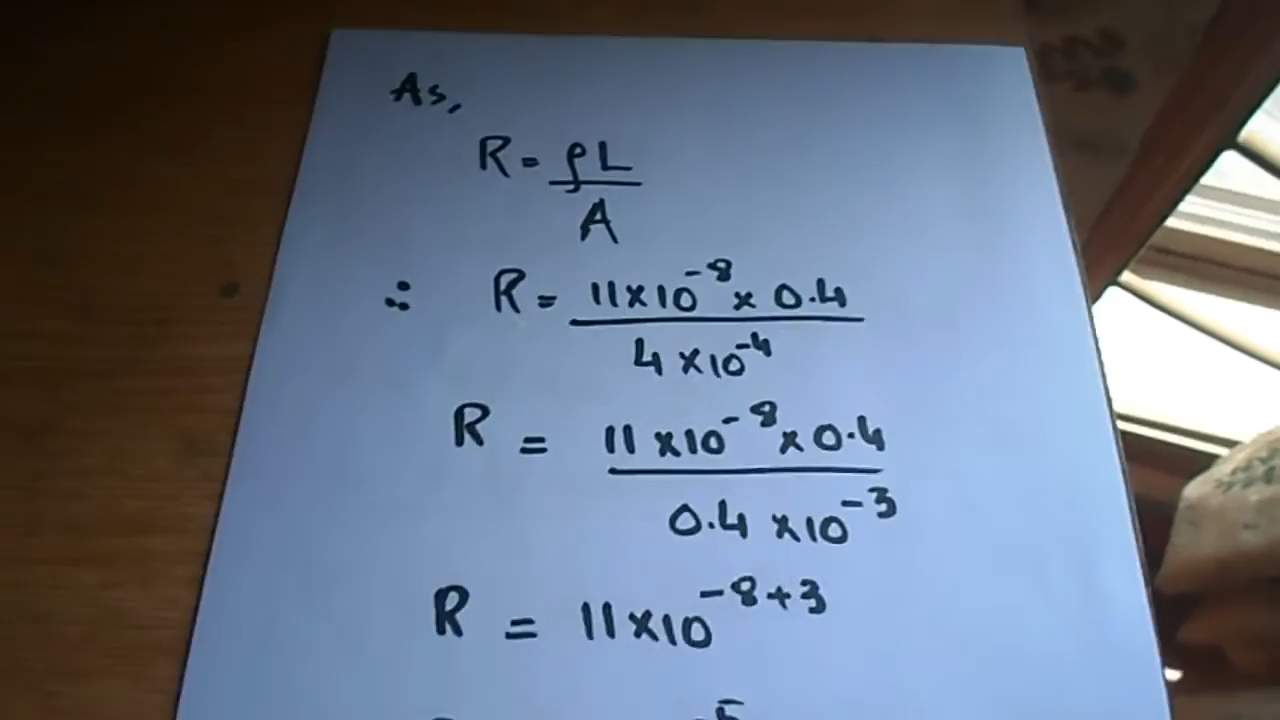 As,
R = ρL / A
∴ R = 11×10⁻⁸ × 0.4 / 4×10⁻⁴
R = 11×10⁻⁸ × 0.4 / 0.4×10⁻³
R = 11×10⁻⁸⁺³